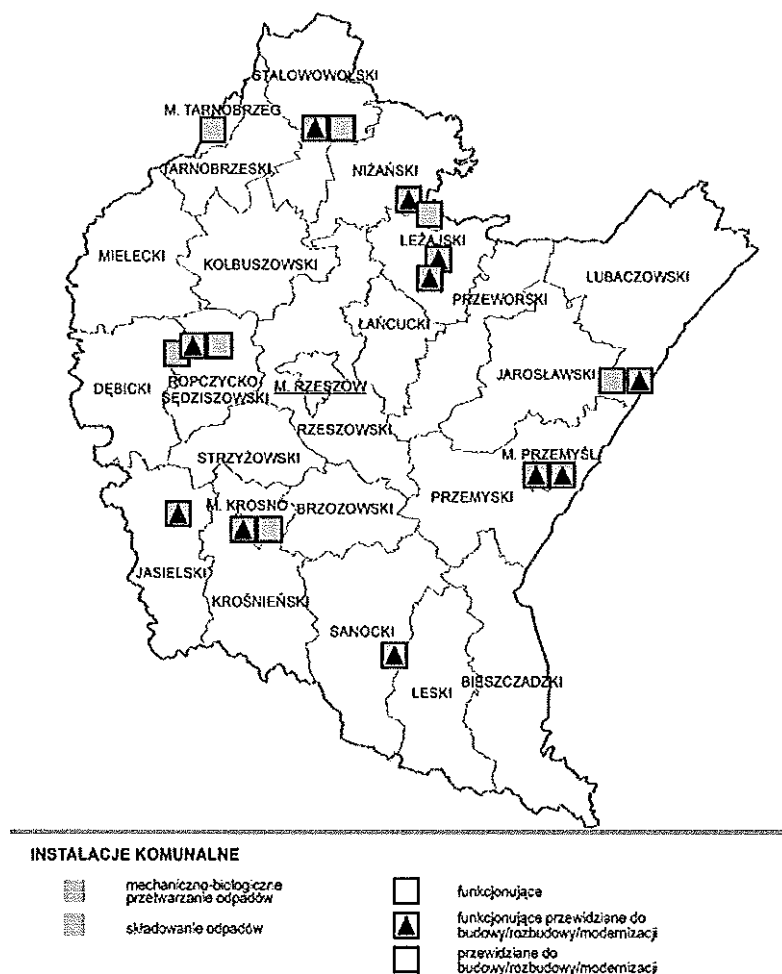 STALOWOWOLSKI
M. TARNOBRZEG
TARNOBRZESKI
NIŻAŃSKI
MIELECKI
KOLBUSZOWSKI
LEŻAJSKI
LUBACZOWSKI
PRZEWORSKI
ŁAŃCUCKI
DĘBICKI
ROPCZYCKO
SĘDZISZOWSKI
M. RZESZÓW
JAROSŁAWSKI
RZESZOWSKI
STRZYŻOWSKI
M. PRZEMYŚL
M. KROSNO
BRZOZOWSKI
PRZEMYSKI
JASIELSKI
KROŚNIEŃSKI
SANOCKI
LESKI
BIESZCZADZKI
INSTALACJE KOMUNALNE
mechaniczno-biologiczne
przetwarzanie odpadów
składowanie odpadów
funkcjonujące
funkcjonujące przewidziane do
budowy/rozbudowy/modernizacji
przewidziane do
budowy/rozbudowy/modernizacji